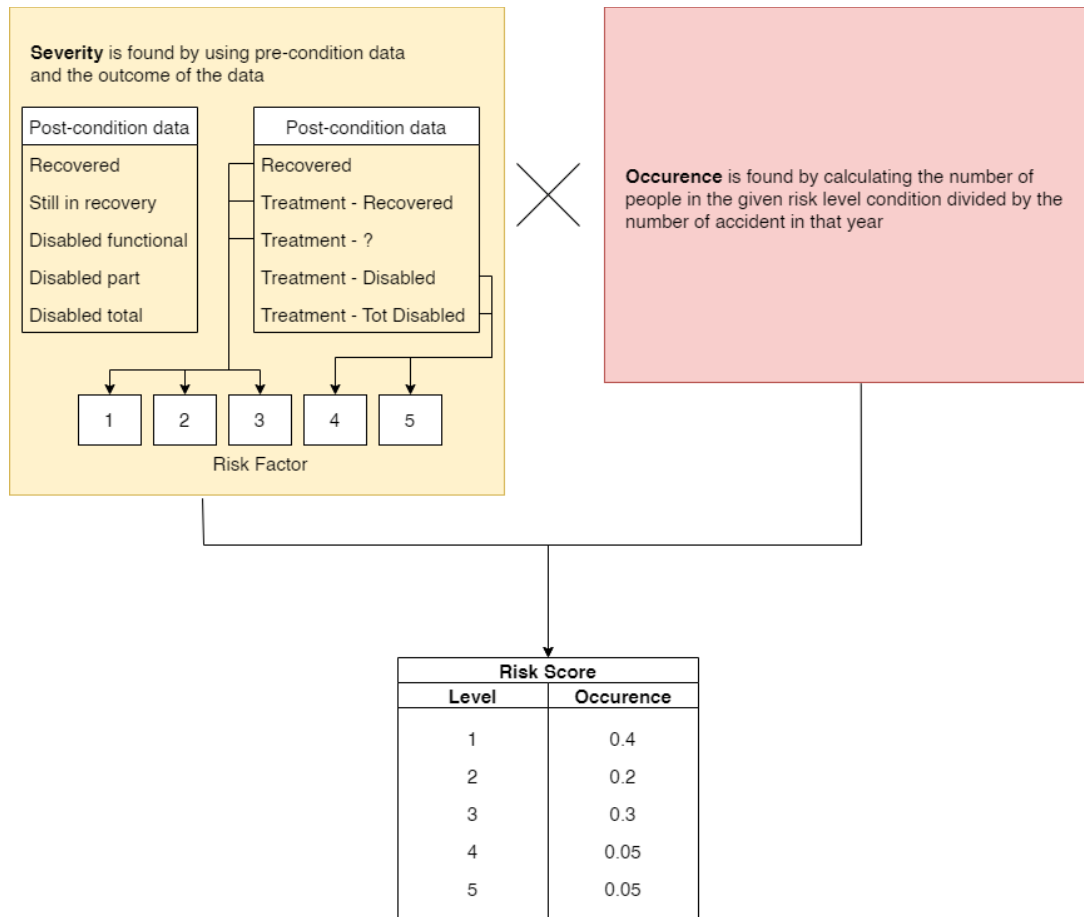 Severity is found by using pre-condition data
and the outcome of the data
Post-condition data
Recovered
Still in recovery
Disabled functional
Disabled part
Disabled total
Post-condition data
Recovered
Treatment - Recovered
Treatment - ?
Treatment - Disabled
Treatment - Tot Disabled
1
2
3
4
5
Risk Factor
Occurence is found by calculating the number of
people in the given risk level condition divided by the
number of accident in that year
Risk Score
Level Occurence
1 0.4
2 0.2
3 0.3
4 0.05
5 0.05